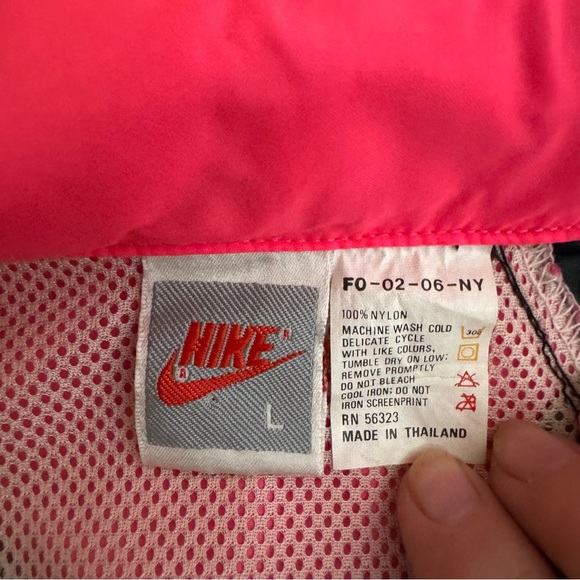 NIKE
L
FO-02-06-NY
100% NYLON
MACHINE WASH COLD
DELICATE CYCLE
WITH LIKE COLORS,
TUMBLE DRY ON LOW:
REMOVE PROMPTLY
DO NOT BLEACH
COOL IRON: DO NOT
IRON SCREENPRINT
RN 56323
MADE IN THAILAND
30